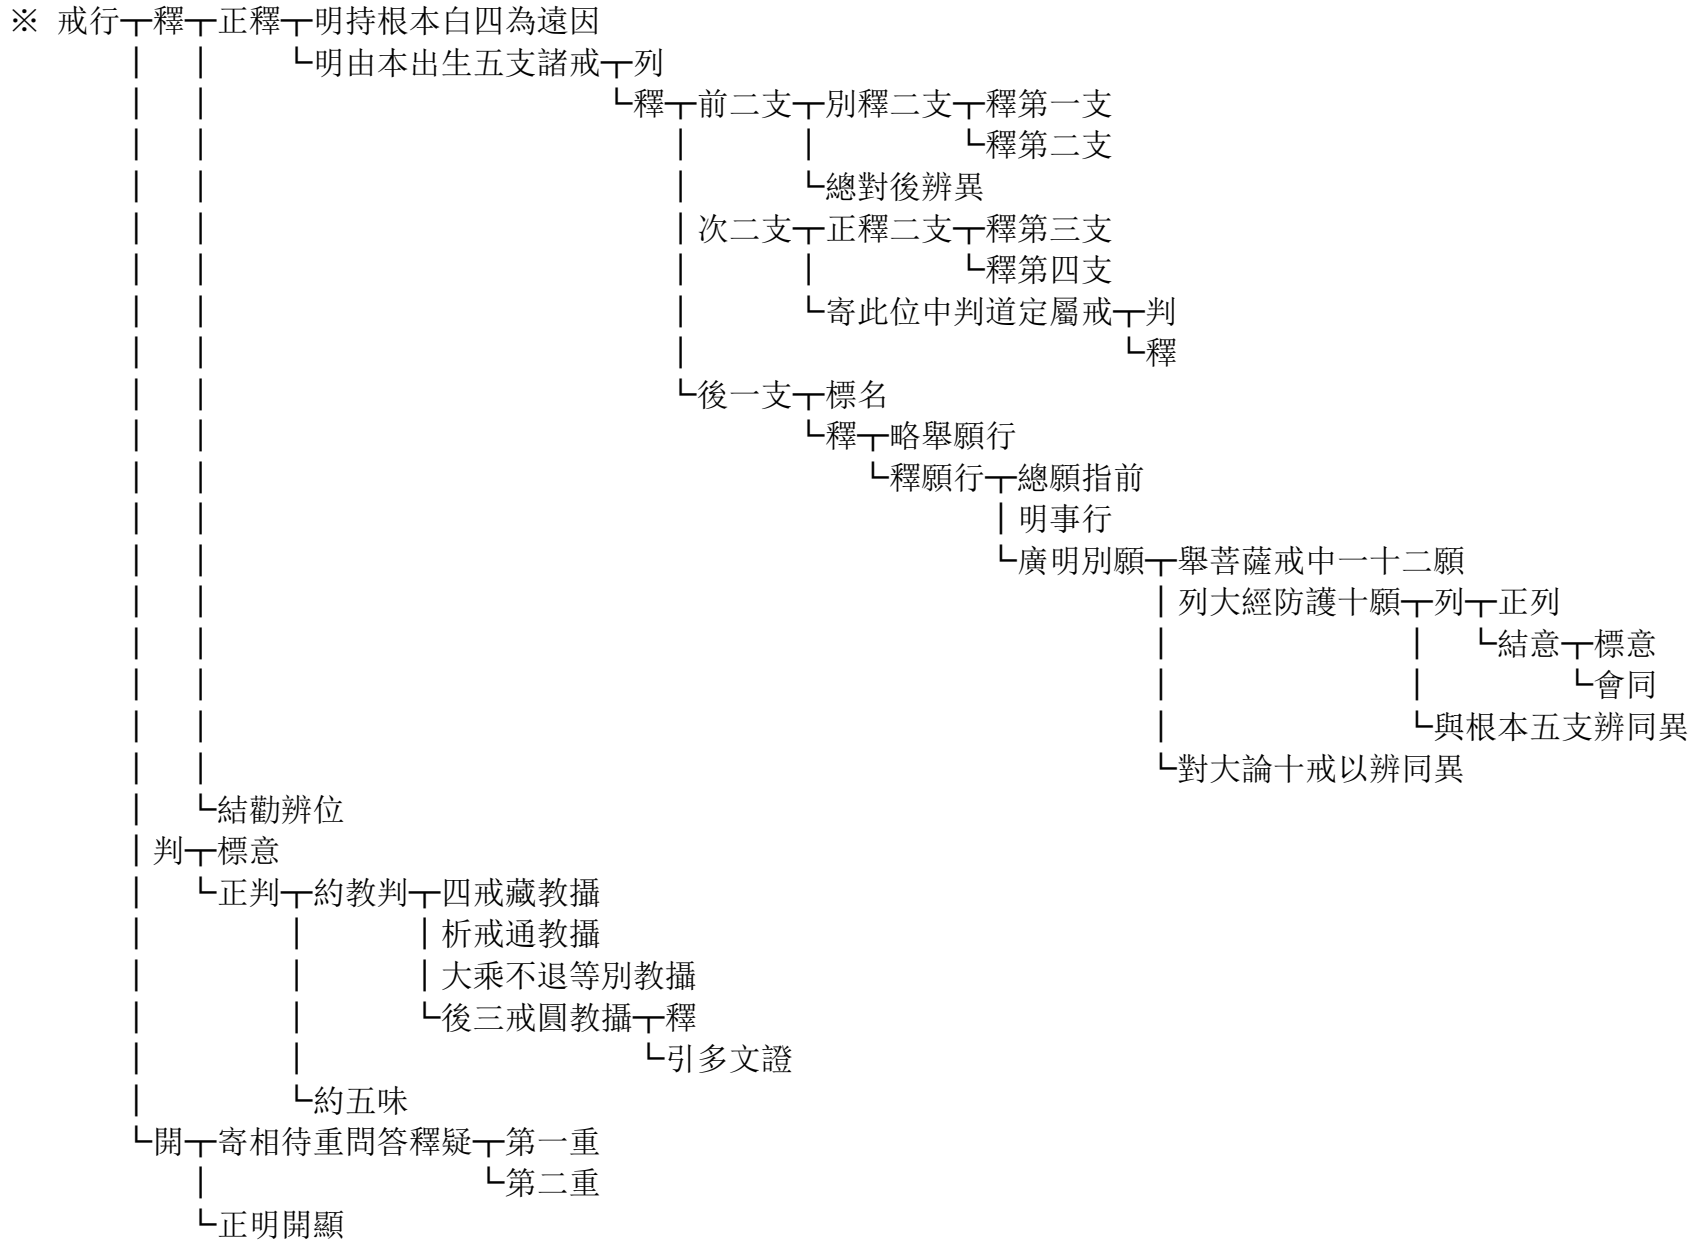 ※ 戒行┬釋┬正釋┬明持根本白四為遠因
│ │ └明由本出生五支諸戒┬列
│ │ └釋┬前二支┬別釋二支┬釋第一支
│ │ │ │ └釋第二支
│ │ │ └總對後辨異
│ │ │次二支┬正釋二支┬釋第三支
│ │ │ │ └釋第四支
│ │ │ └寄此位中判道定屬戒┬判
│ │ │ └釋
│ │ └後一支┬標名
│ │ └釋┬略舉願行
│ │ └釋願行┬總願指前
│ │ │明事行
│ │ └廣明別願┬舉菩薩戒中一十二願
│ │ │列大經防護十願┬列┬正列
│ │ │ │ └結意┬標意
│ │ │ │ └會同
│ │ │ └與根本五支辨同異
│ │ └對大論十戒以辨同異
│ └結勸辨位
│判┬標意
│ └正判┬約教判┬四戒藏教攝
│ │ │析戒通教攝
│ │ │大乘不退等別教攝
│ │ └後三戒圓教攝┬釋
│ │ └引多文證
│ └約五味
└開┬寄相待重問答釋疑┬第一重
│ └第二重
└正明開顯